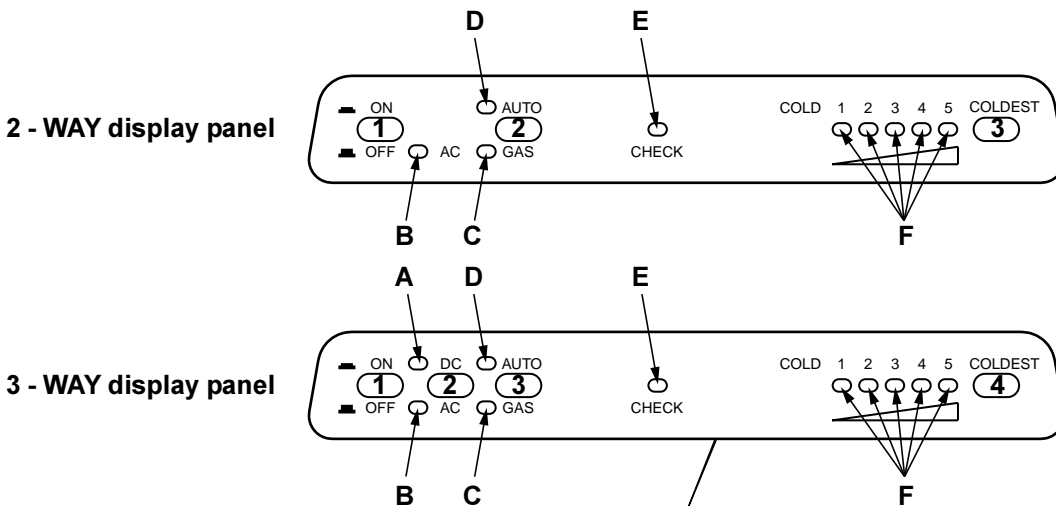 D E
ON AUTO COLD 1 2 3 4 5 COLDEST
2 - WAY display panel 1 2 3
OFF AC GAS CHECK
B C F
A D E
ON DC AUTO COLD 1 2 3 4 5 COLDEST
3 - WAY display panel 1 2 3 4
OFF AC GAS CHECK
B C F